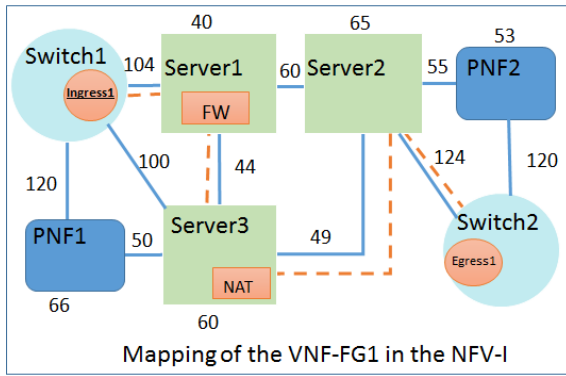 40
65
53
Switch1
104
Server1
60
Server2
55
PNF2
Ingress1
FW
100
44
124
120
120
Switch2
PNF1
50
Server3
49
Egress1
NAT
66
60
Mapping of the VNF-FG1 in the NFV-I